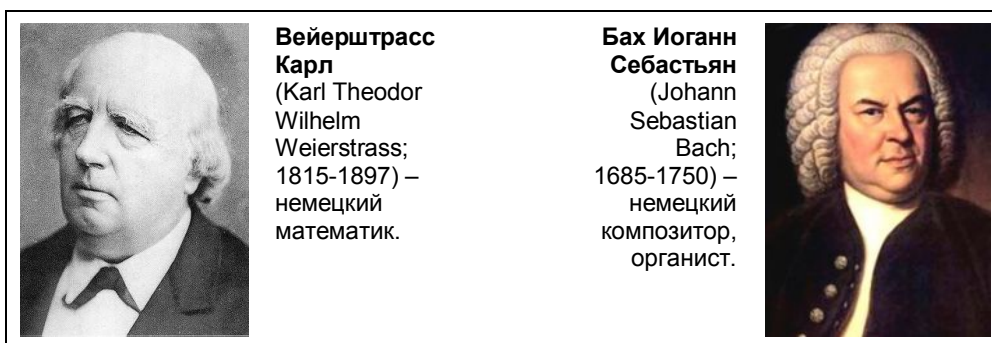 Вейерштрасс
Карл
(Karl Theodor
Wilhelm
Weierstrass;
1815-1897) –
немецкий
математик.
Бах Иоганн
Себастьян
(Johann
Sebastian
Bach;
1685-1750) –
немецкий
композитор,
органист.